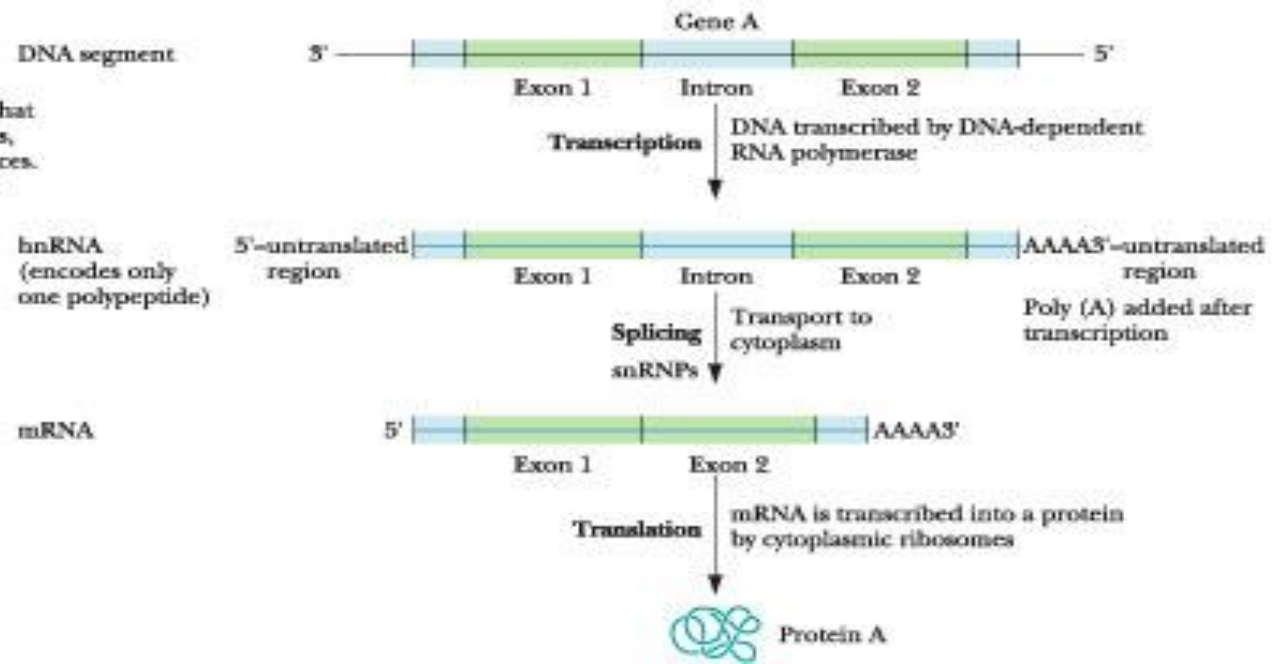 Gene A
DNA segment 3' 5'
Exon 1 Intron Exon 2
hat
s,
ces.
Transcription
DNA transcribed by DNA-dependent
RNA polymerase
hnRNA
(encodes only
one polypeptide)
5'–untranslated
region
AAAA3'–untranslated
region
Exon 1 Intron Exon 2
Poly (A) added after
transcription
Splicing
snRNPs
Transport to
cytoplasm
mRNA 5' AAAA3'
Exon 1 Exon 2
Translation
mRNA is transcribed into a protein
by cytoplasmic ribosomes
Protein A